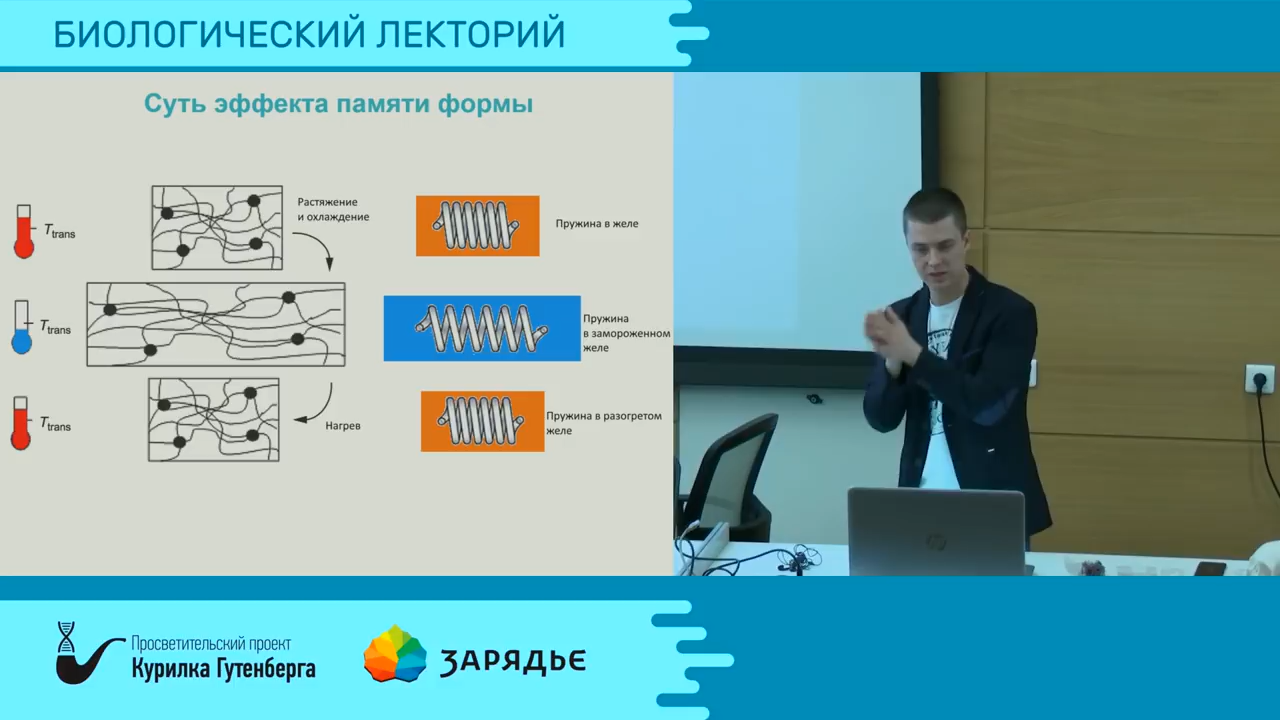 БИОЛОГИЧЕСКИЙ ЛЕКТОРИЙ
Суть эффекта памяти формы
Ttrans
Растяжение
и охлаждение
Пружина в желе
Ttrans
Пружина
в замороженном
желе
Ttrans
Нагрев
Пружина в разогретом
желе
Просветительский проект
Курилка Гутенберга
ЗАРЯДЬЕ
hp